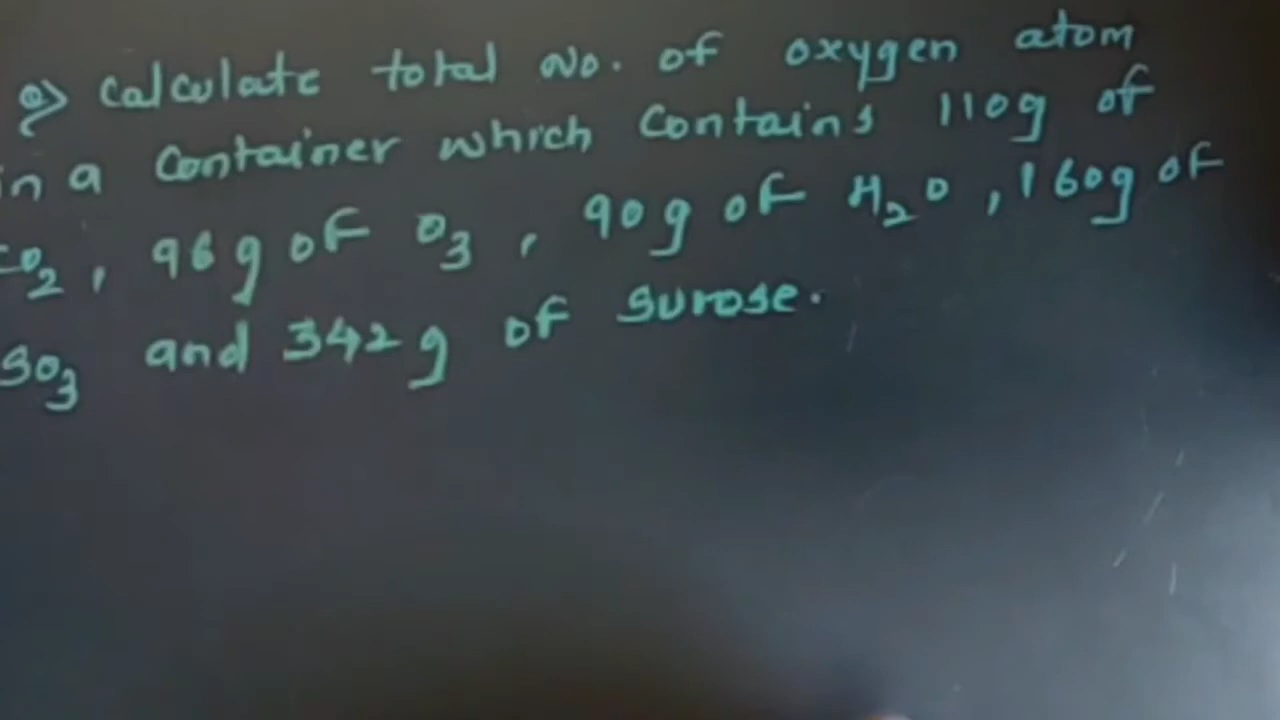 Q> Calculate total No. of oxygen atom
in a Container which Contains 110g of
CO2, 96g of O3, 90g of H2O, 160g of
SO3 and 342g of surose.